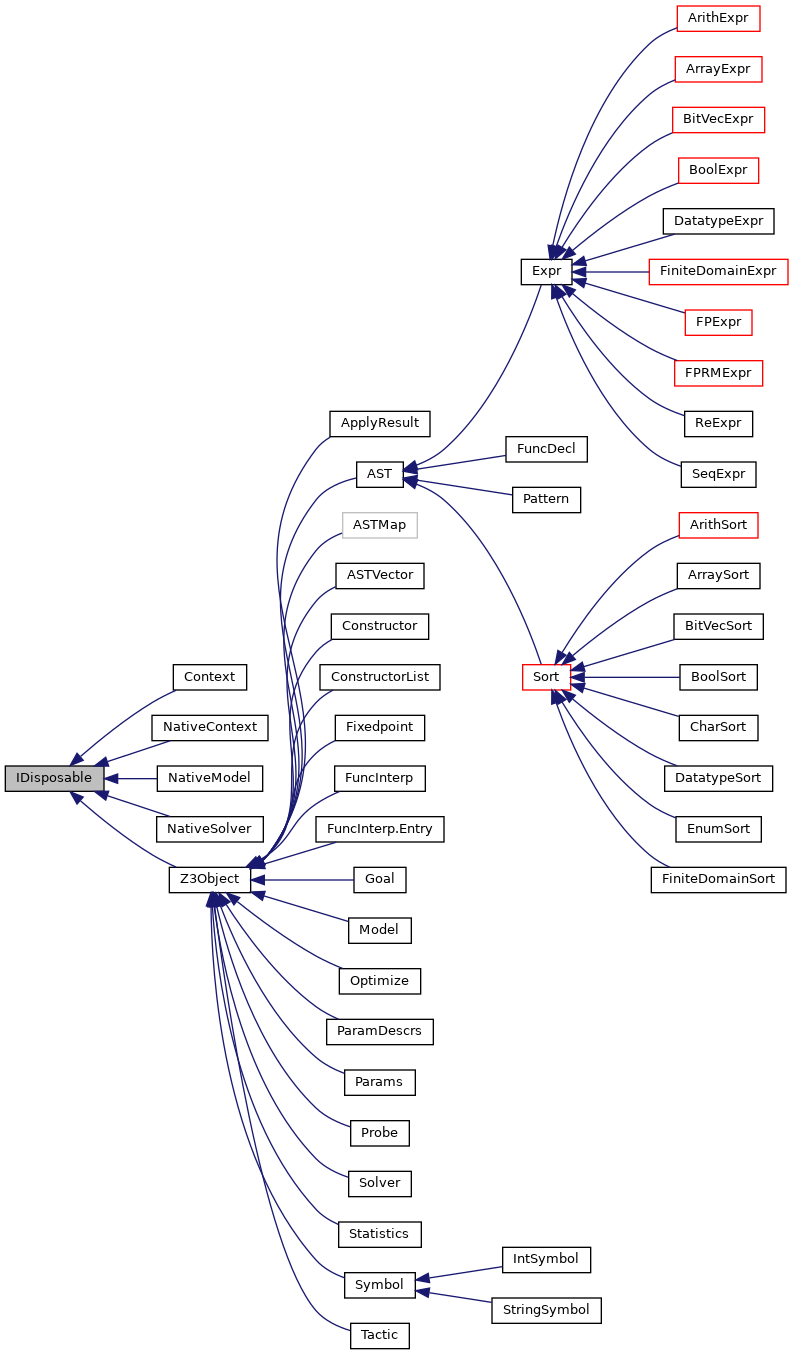 ArithExpr
ArrayExpr
BitVecExpr
BoolExpr
DatatypeExpr
Expr
FiniteDomainExpr
FPExpr
FPRMExpr
ApplyResult
ReExpr
FuncDecl
AST
SeqExpr
Pattern
ASTMap
ArithSort
ASTVector
ArraySort
Constructor
BitVecSort
Context
ConstructorList
Sort
BoolSort
NativeContext
Fixedpoint
CharSort
IDisposable
NativeModel
FuncInterp
DatatypeSort
NativeSolver
FuncInterp.Entry
EnumSort
Z3Object
Goal
FiniteDomainSort
Model
Optimize
ParamDescrs
Params
Probe
Solver
Statistics
IntSymbol
Symbol
StringSymbol
Tactic